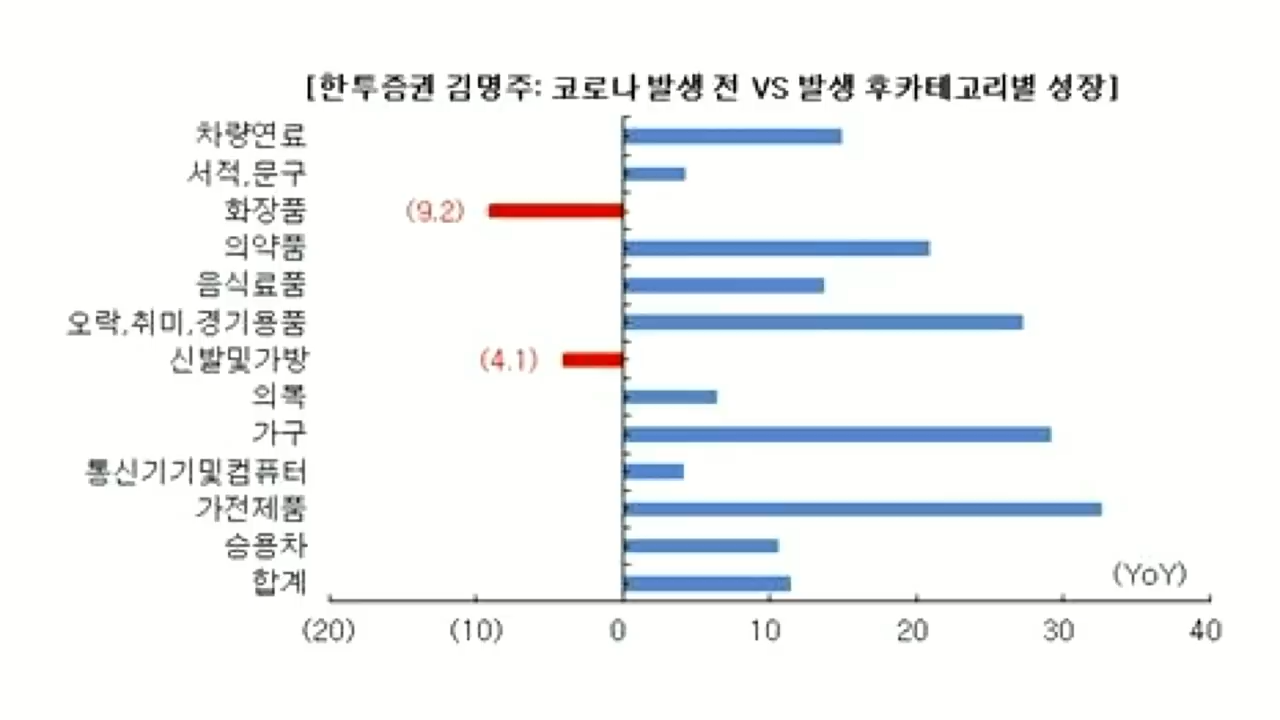 [한투증권 김명주: 코로나 발생 전 VS 발생 후카테고리별 성장]
차량연료
서적,문구
화장품 (9.2)
의약품
음식료품
오락,취미,경기용품
신발및가방 (4.1)
의복
가구
통신기기및컴퓨터
가전제품
승용차
합계 (YoY)
(20) (10) 0 10 20 30 40